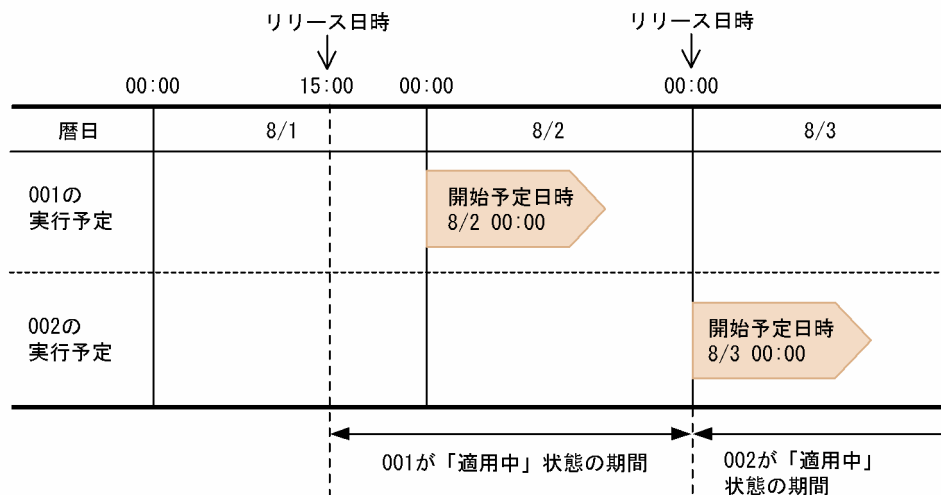 リリース日時
リリース日時
00:00
15:00
00:00
00:00
暦日
8/1
8/2
8/3
001の
実行予定
開始予定日時
8/2 00:00
002の
実行予定
開始予定日時
8/3 00:00
001が「適用中」状態の期間
002が「適用中」
状態の期間